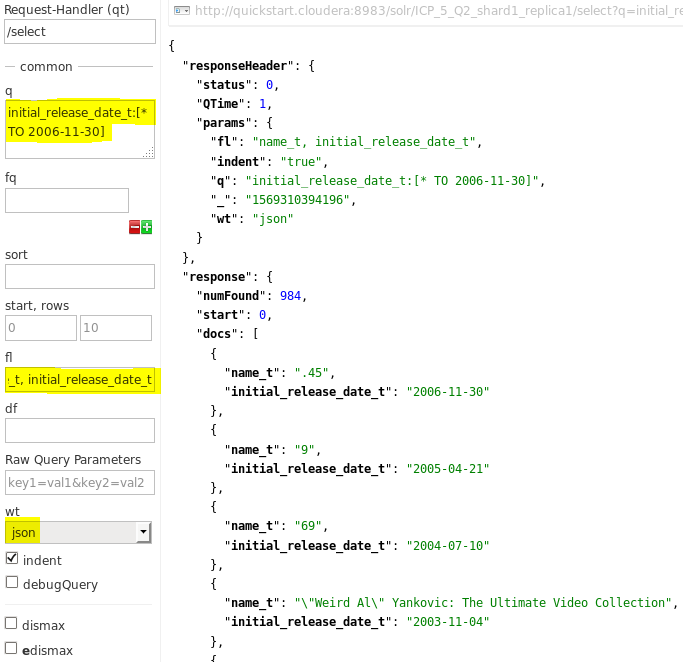 Request-Handler (qt)
/select
common
q
initial_release_date_t:[*
TO 2006-11-30]
fq
sort
start, rows
0 10
fl
_t, initial_release_date_t
df
Raw Query Parameters
key1=val1&key2=val2
wt
json
indent
debugQuery
dismax
edismax
http://quickstart.cloudera:8983/solr/ICP_5_Q2_shard1_replica1/select?q=initial_re
{
"responseHeader": {
"status": 0,
"QTime": 1,
"params": {
"fl": "name_t, initial_release_date_t",
"indent": "true",
"q": "initial_release_date_t:[* TO 2006-11-30]",
"_": "1569310394196",
"wt": "json"
}
},
"response": {
"numFound": 984,
"start": 0,
"docs": [
{
"name_t": ".45",
"initial_release_date_t": "2006-11-30"
},
{
"name_t": "9",
"initial_release_date_t": "2005-04-21"
},
{
"name_t": "69",
"initial_release_date_t": "2004-07-10"
},
{
"name_t": "\"Weird Al\" Yankovic: The Ultimate Video Collection",
"initial_release_date_t": "2003-11-04"
},
{